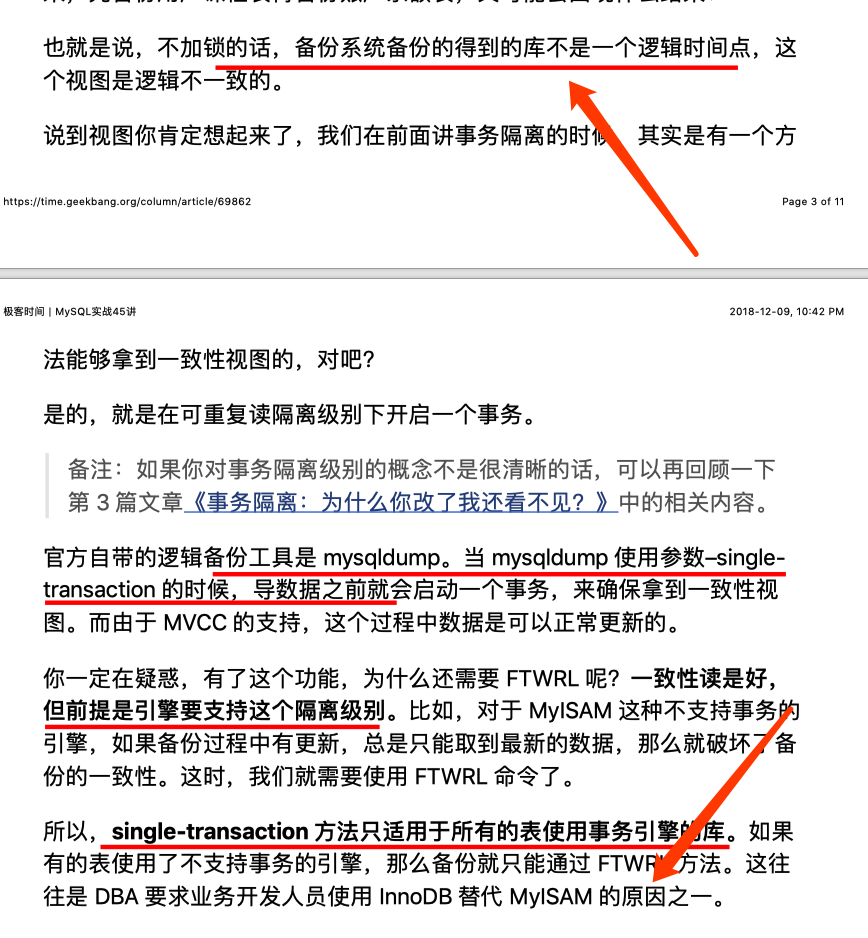 也就是说，不加锁的话，备份系统备份的得到的库不是一个逻辑时间点，这
个视图是逻辑不一致的。
说到视图你肯定想起来了，我们在前面讲事务隔离的时候，其实是有一个方
https://time.geekbang.org/column/article/69862
Page 3 of 11
极客时间 | MySQL实战45讲
2018-12-09, 10:42 PM
法能够拿到一致性视图的，对吧？
是的，就是在可重复读隔离级别下开启一个事务。
备注：如果你对事务隔离级别的概念不是很清晰的话，可以再回顾一下
第 3 篇文章《事务隔离：为什么你改了我还看不见？》中的相关内容。
官方自带的逻辑备份工具是 mysqldump。当 mysqldump 使用参数–single-
transaction 的时候，导数据之前就会启动一个事务，来确保拿到一致性视
图。而由于 MVCC 的支持，这个过程中数据是可以正常更新的。
你一定在疑惑，有了这个功能，为什么还需要 FTWRL 呢？一致性读是好，
但前提是引擎要支持这个隔离级别。比如，对于 MyISAM 这种不支持事务的
引擎，如果备份过程中有更新，总是只能取到最新的数据，那么就破坏了备
份的一致性。这时，我们就需要使用 FTWRL 命令了。
所以，single-transaction 方法只适用于所有的表使用事务引擎的库。如果
有的表使用了不支持事务的引擎，那么备份就只能通过 FTWRL 方法。这往
往是 DBA 要求业务开发人员使用 InnoDB 替代 MyISAM 的原因之一。